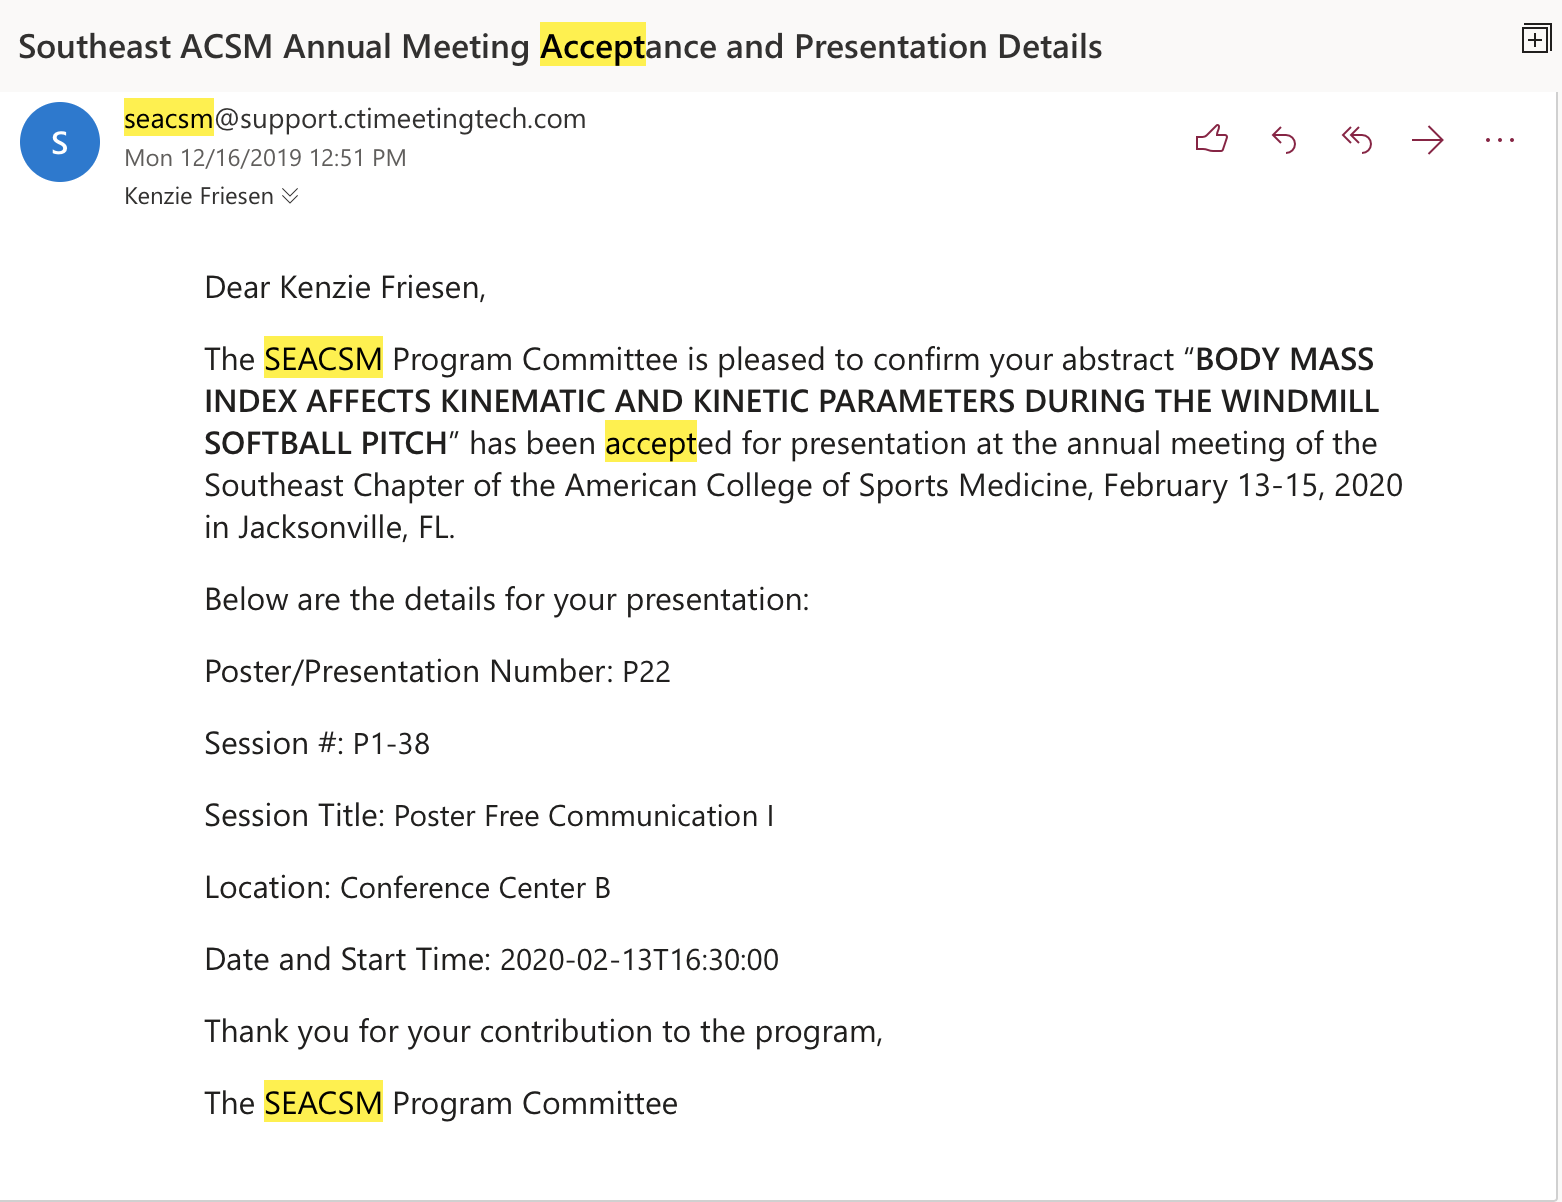 Southeast ACSM Annual Meeting Acceptance and Presentation Details
S
seacsm@support.ctimeetingtech.com
Mon 12/16/2019 12:51 PM
Kenzie Friesen
Dear Kenzie Friesen,
The SEACSM Program Committee is pleased to confirm your abstract “BODY MASS
INDEX AFFECTS KINEMATIC AND KINETIC PARAMETERS DURING THE WINDMILL
SOFTBALL PITCH” has been accepted for presentation at the annual meeting of the
Southeast Chapter of the American College of Sports Medicine, February 13-15, 2020
in Jacksonville, FL.
Below are the details for your presentation:
Poster/Presentation Number: P22
Session #: P1-38
Session Title: Poster Free Communication I
Location: Conference Center B
Date and Start Time: 2020-02-13T16:30:00
Thank you for your contribution to the program,
The SEACSM Program Committee